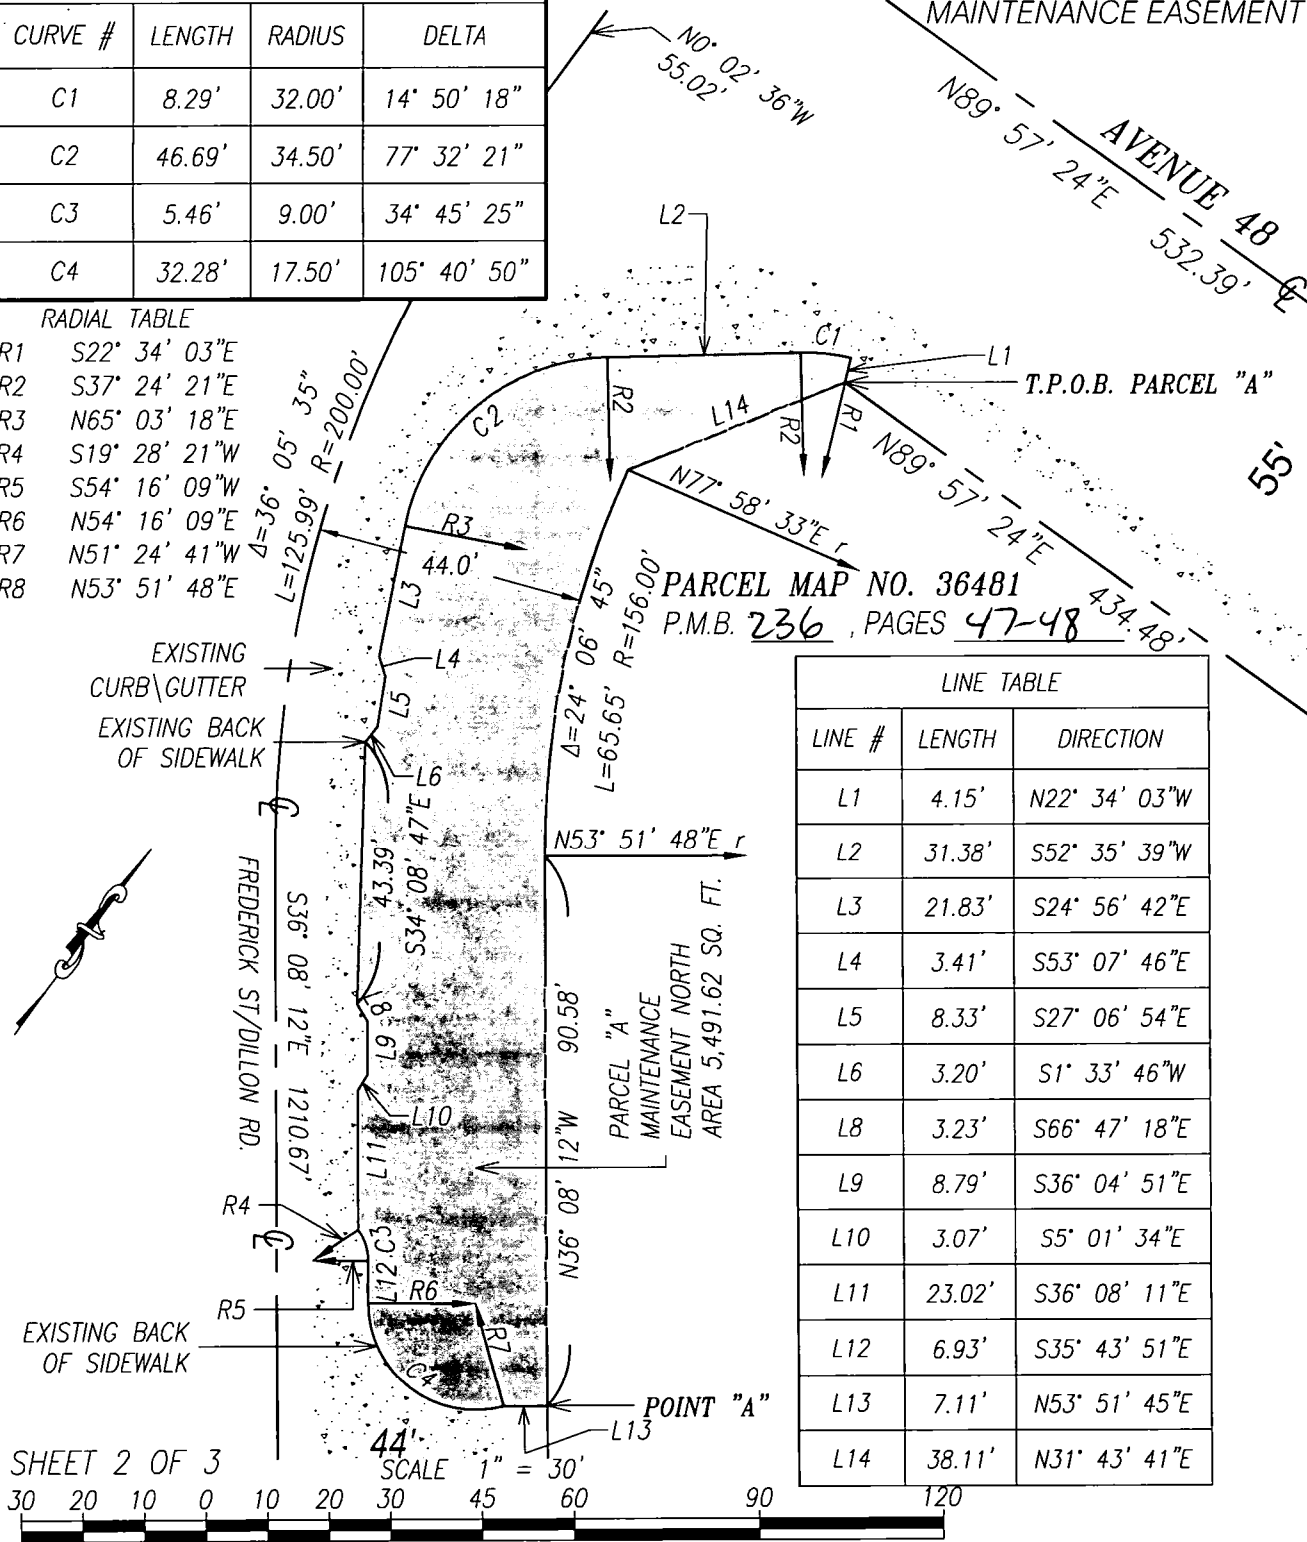 MAINTENANCE EASEMENT
CURVE # LENGTH RADIUS DELTA
C1 8.29' 32.00' 14° 50' 18"
C2 46.69' 34.50' 77° 32' 21"
C3 5.46' 9.00' 34° 45' 25"
C4 32.28' 17.50' 105° 40' 50"
RADIAL TABLE
R1 S22° 34' 03"E
R2 S37° 24' 21"E
R3 N65° 03' 18"E
R4 S19° 28' 21"W
R5 S54° 16' 09"W
R6 N54° 16' 09"E
R7 N51° 24' 41"W
R8 N53° 51' 48"E
N0° 02' 36"W
55.02'
N89° 57' 24"E 532.39'
AVENUE 48
℄
L2
C1
L1
T.P.O.B. PARCEL "A"
55'
Δ=36° 05' 35"
L=125.99' R=200.00'
C2
R2
L14
R2
R1
N89° 57' 24"E 434.48'
N77° 58' 33"E r
R3
44.0'
L3
PARCEL MAP NO. 36481
P.M.B. 236 , PAGES 47-48
Δ=24° 06' 45"
L=65.65' R=156.00'
EXISTING
CURB\GUTTER
L4
L5
EXISTING BACK
OF SIDEWALK
L6
℄
43.39'
S34° 08' 47"E
N53° 51' 48"E r
FREDERICK ST/DILLON RD.
S36° 08' 12"E 1210.67'
L8
L9
L10
L11
N36° 08' 12"W 90.58'
PARCEL "A"
MAINTENANCE
EASEMENT NORTH
AREA 5,491.62 SQ. FT.
R4
℄
C3
L12
R5
R6
R7
EXISTING BACK
OF SIDEWALK
C4
POINT "A"
L13
44'
LINE TABLE
LINE # LENGTH DIRECTION
L1 4.15' N22° 34' 03"W
L2 31.38' S52° 35' 39"W
L3 21.83' S24° 56' 42"E
L4 3.41' S53° 07' 46"E
L5 8.33' S27° 06' 54"E
L6 3.20' S1° 33' 46"W
L8 3.23' S66° 47' 18"E
L9 8.79' S36° 04' 51"E
L10 3.07' S5° 01' 34"E
L11 23.02' S36° 08' 11"E
L12 6.93' S35° 43' 51"E
L13 7.11' N53° 51' 45"E
L14 38.11' N31° 43' 41"E
SHEET 2 OF 3
SCALE 1" = 30'
30 20 10 0 10 20 30 45 60 90 120